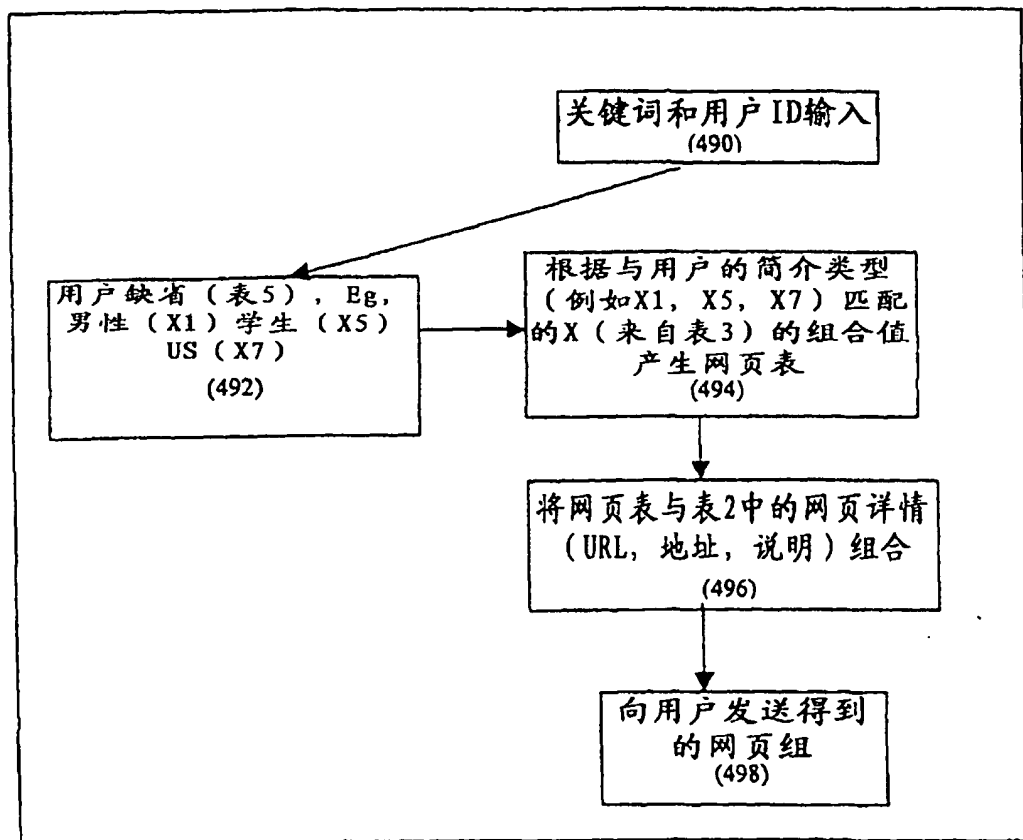 关键词和用户ID输入
(490)
用户缺省（表5），Eg,
男性（X1）学生（X5）
US（X7）
(492)
根据与用户的简介类型
（例如X1，X5，X7）匹配
的X（来自表3）的组合值
产生网页表
(494)
将网页表与表2中的网页详情
（URL，地址，说明）组合
(496)
向用户发送得到
的网页组
(498)